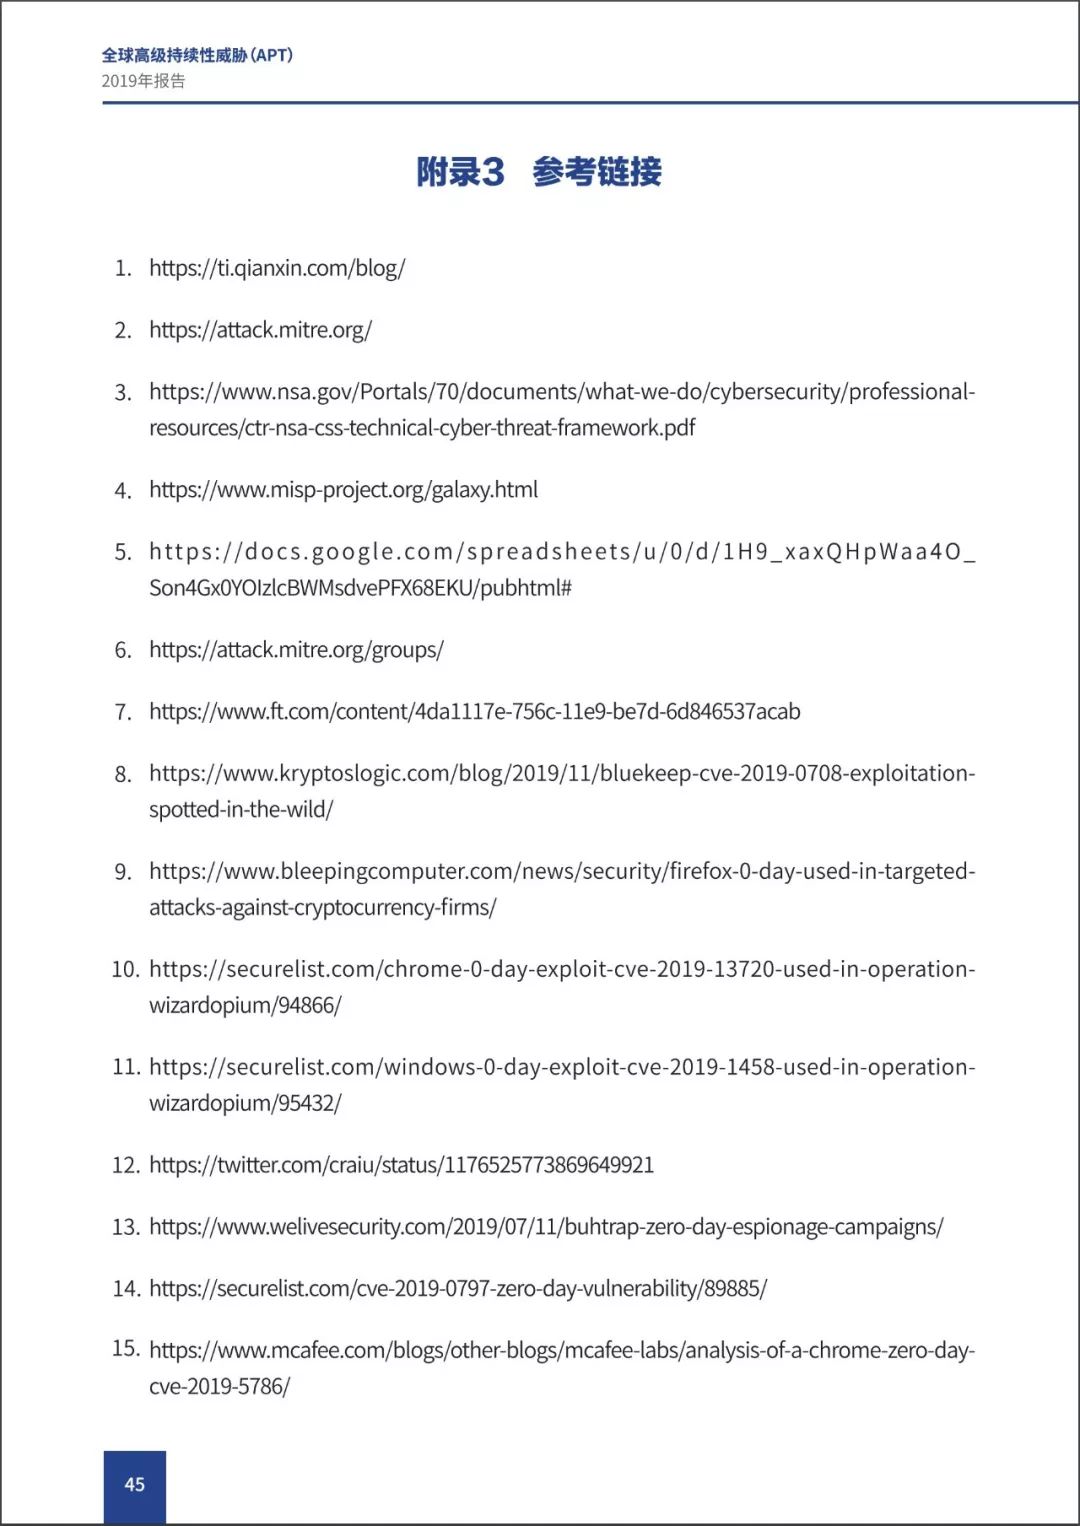 全球高级持续性威胁（APT）
2019年报告
附录3 参考链接
1. https://ti.qianxin.com/blog/
2. https://attack.mitre.org/
3. https://www.nsa.gov/Portals/70/documents/what-we-do/cybersecurity/professional-
resources/ctr-nsa-css-technical-cyber-threat-framework.pdf
4. https://www.misp-project.org/galaxy.html
5. https://docs.google.com/spreadsheets/u/0/d/1H9_xaxQHpWaa4O_
Son4Gx0YOIzlcBWMsdvePFX68EKU/pubhtml#
6. https://attack.mitre.org/groups/
7. https://www.ft.com/content/4da1117e-756c-11e9-be7d-6d846537acab
8. https://www.kryptoslogic.com/blog/2019/11/bluekeep-cve-2019-0708-exploitation-
spotted-in-the-wild/
9. https://www.bleepingcomputer.com/news/security/firefox-0-day-used-in-targeted-
attacks-against-cryptocurrency-firms/
10. https://securelist.com/chrome-0-day-exploit-cve-2019-13720-used-in-operation-
wizardopium/94866/
11. https://securelist.com/windows-0-day-exploit-cve-2019-1458-used-in-operation-
wizardopium/95432/
12. https://twitter.com/craiu/status/1176525773869649921
13. https://www.welivesecurity.com/2019/07/11/buhtrap-zero-day-espionage-campaigns/
14. https://securelist.com/cve-2019-0797-zero-day-vulnerability/89885/
15. https://www.mcafee.com/blogs/other-blogs/mcafee-labs/analysis-of-a-chrome-zero-day-
cve-2019-5786/
45